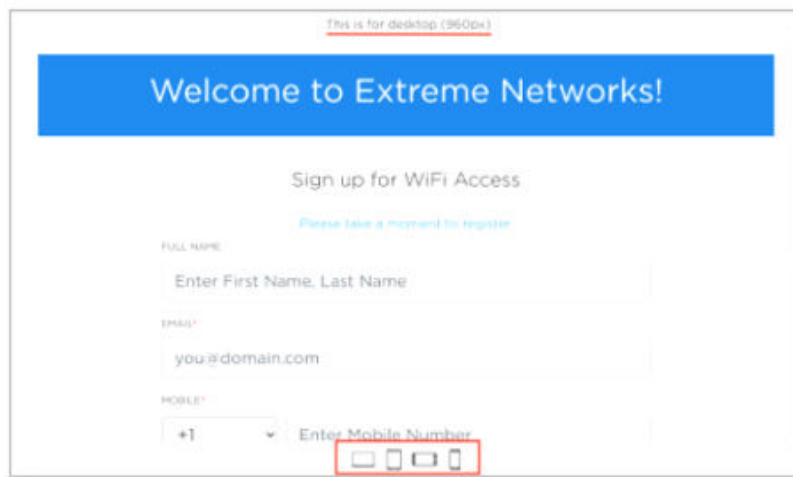 This is for desktop (960px)
Welcome to Extreme Networks!
Sign up for WiFi Access
Please take a moment to register
FULL NAME
Enter First Name, Last Name
EMAIL*
you@domain.com
MOBILE*
+1 Enter Mobile Number